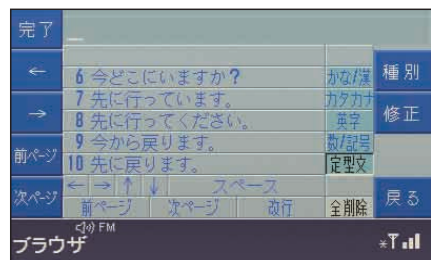 完了
←
→
前ページ
次ページ
6 今どこにいますか？
7 先に行っています。
8 先に行ってください。
9 今から戻ります。
10 先に戻ります。
← → ↑ ↓ スペース
前ページ 次ページ 改行
かな/漢
カタカナ
英字
数/記号
定型文
全削除
種別
修正
戻る
FM
ブラウザ